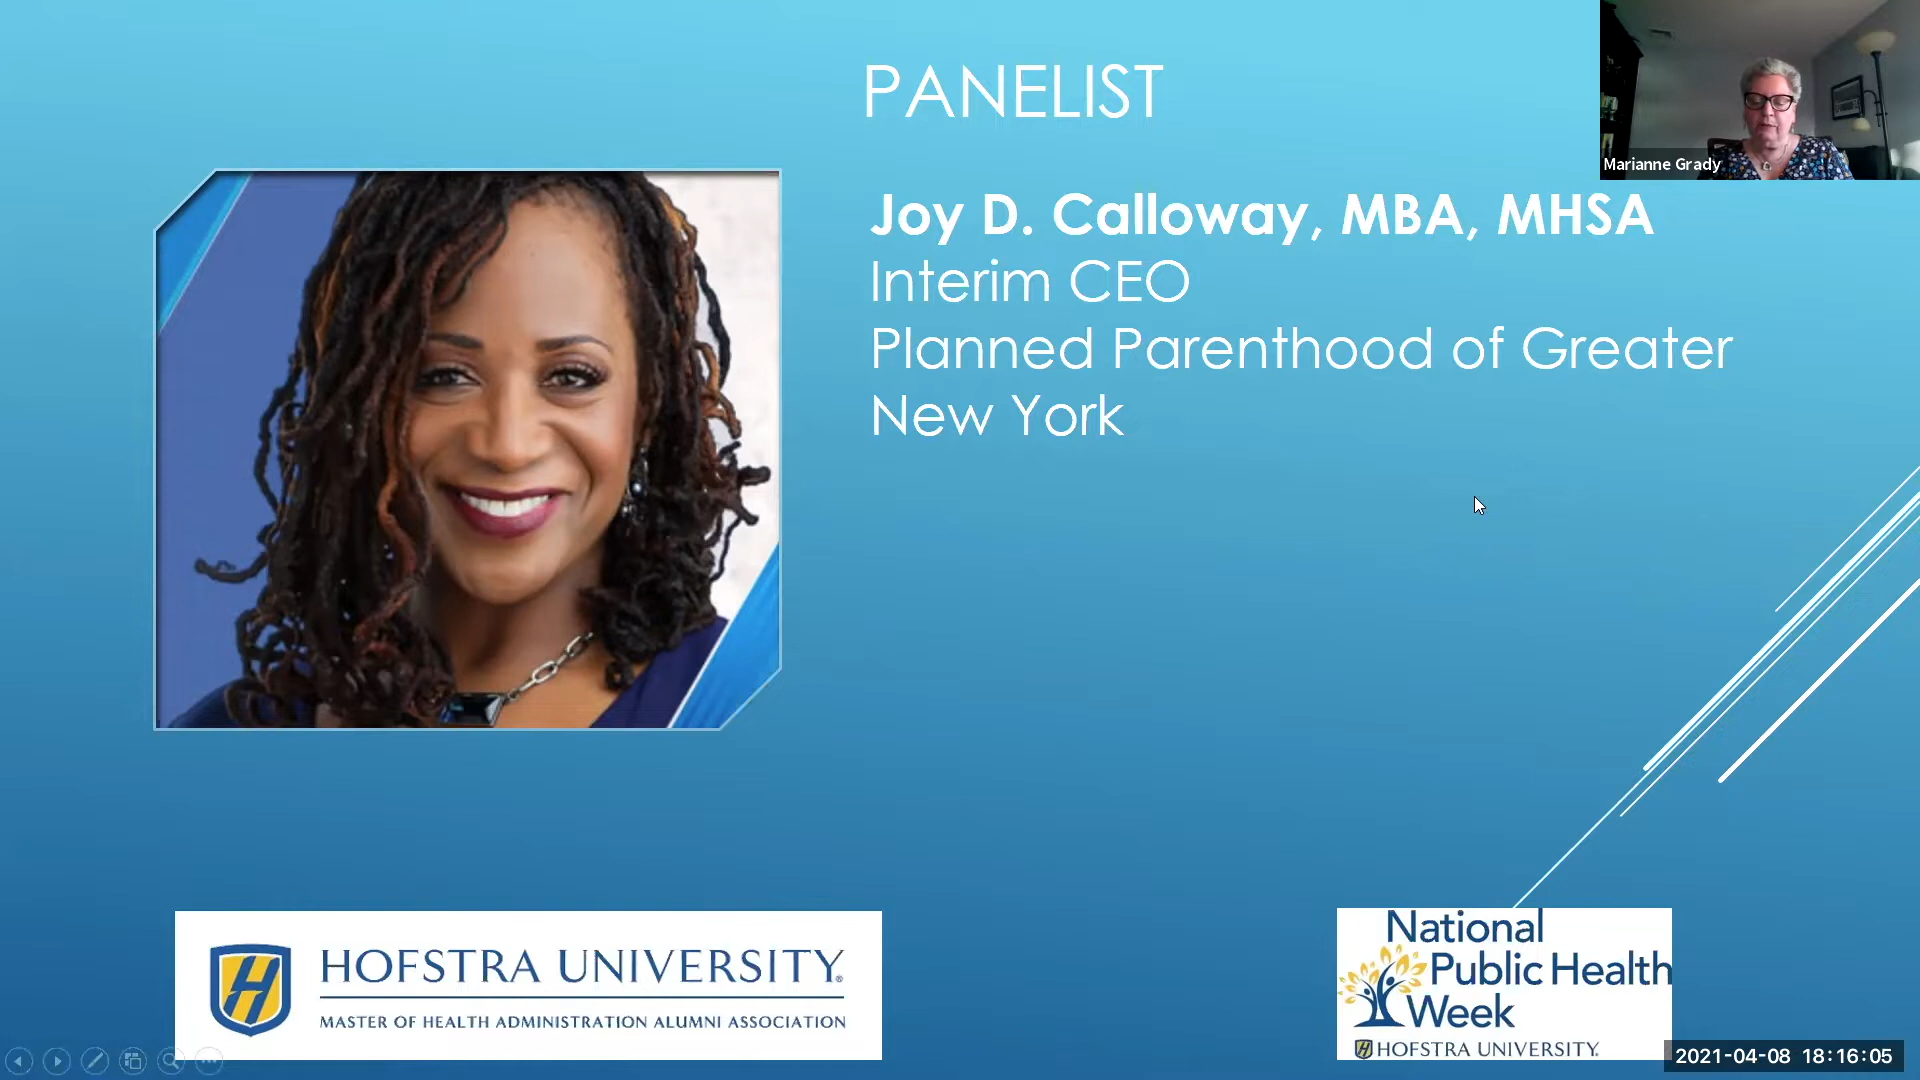 PANELIST
Marianne Grady
Joy D. Calloway, MBA, MHSA
Interim CEO
Planned Parenthood of Greater
New York
HOFSTRA UNIVERSITY®
MASTER OF HEALTH ADMINISTRATION ALUMNI ASSOCIATION
National
Public Health
Week
HOFSTRA UNIVERSITY.
2021-04-08 18:16:05